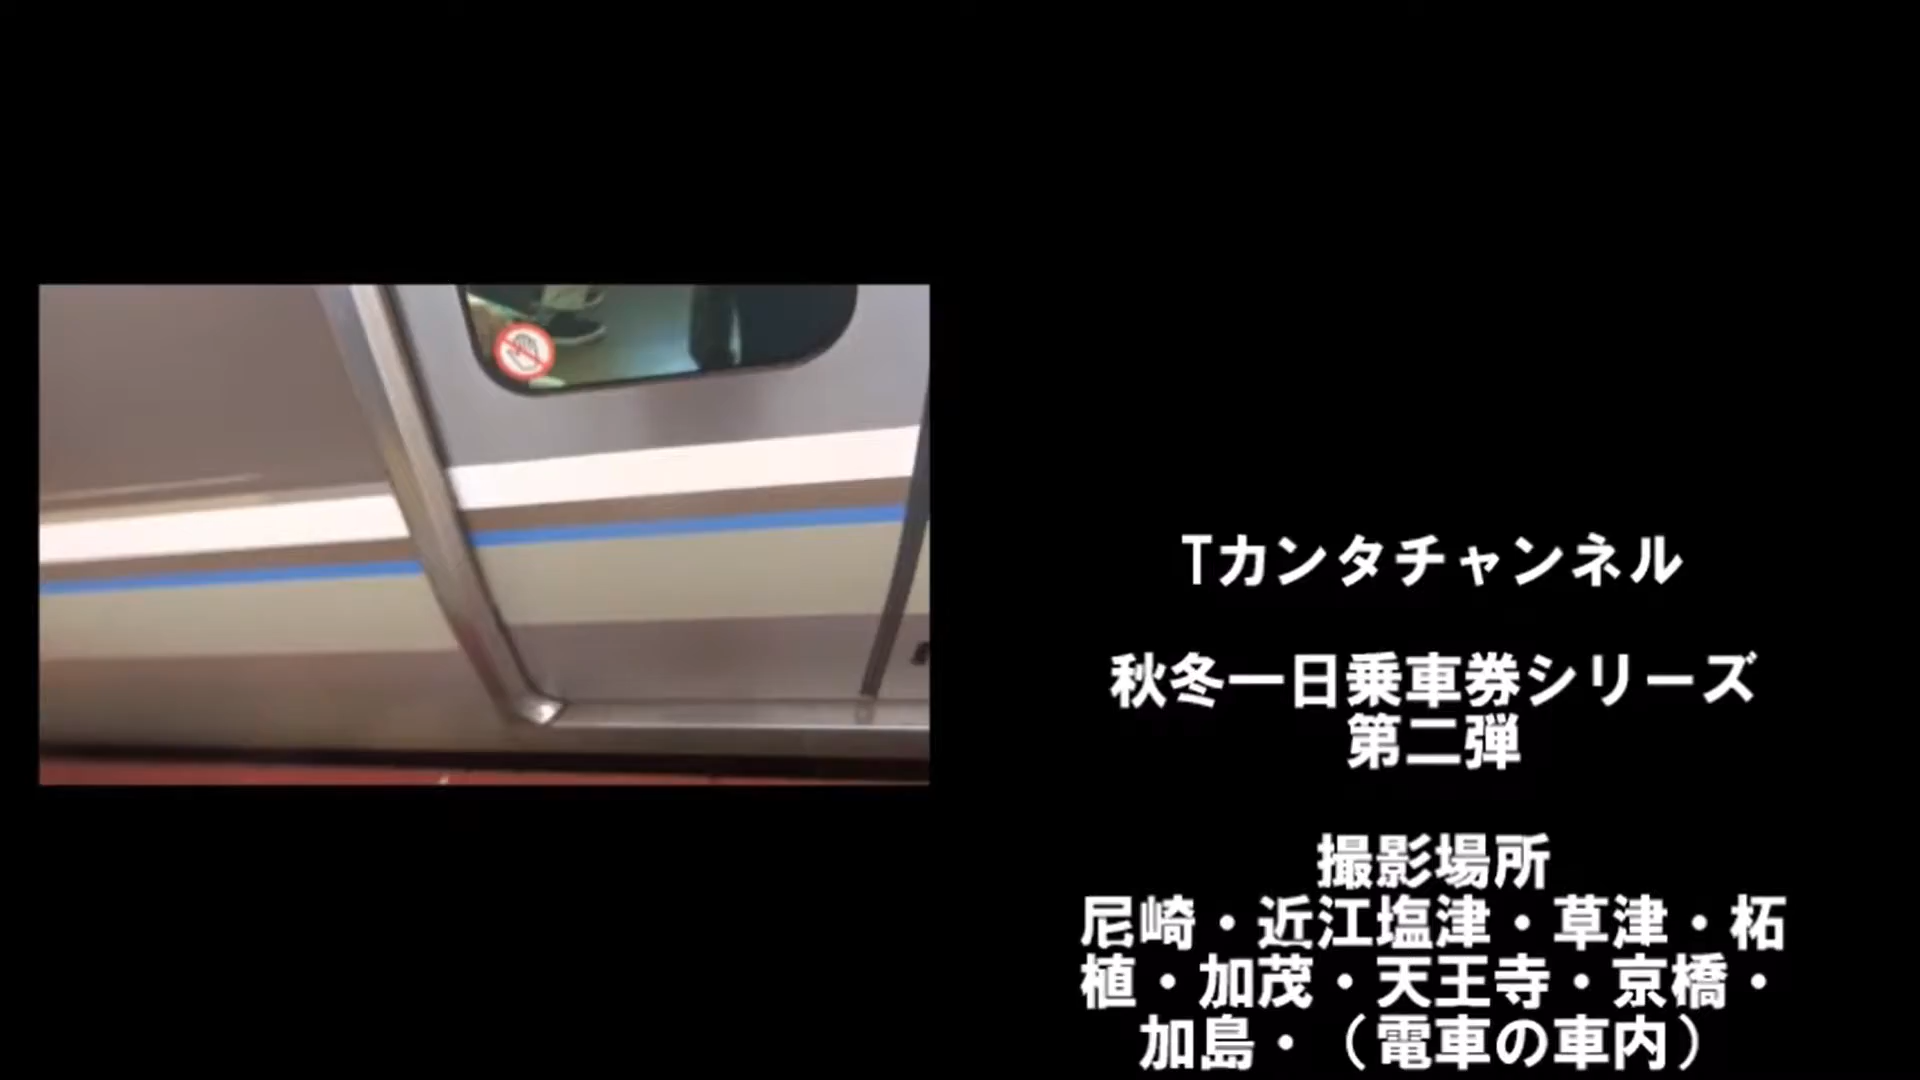 Tカンタチャンネル
秋冬一日乗車券シリーズ
第二弾
撮影場所
尼崎・近江塩津・草津・柘
植・加茂・天王寺・京橋・
加島・（電車の車内）